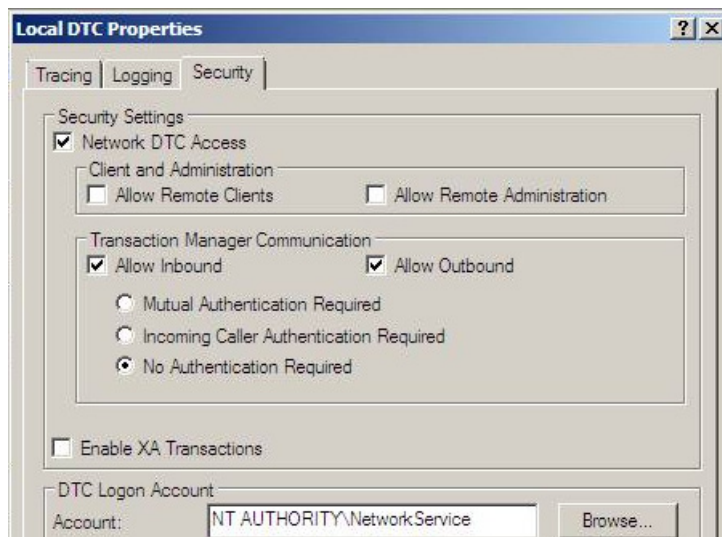 Local DTC Properties
Tracing Logging Security
Security Settings
Network DTC Access
Client and Administration
Allow Remote Clients Allow Remote Administration
Transaction Manager Communication
Allow Inbound Allow Outbound
Mutual Authentication Required
Incoming Caller Authentication Required
No Authentication Required
Enable XA Transactions
DTC Logon Account
Account: NT AUTHORITY\NetworkService Browse...